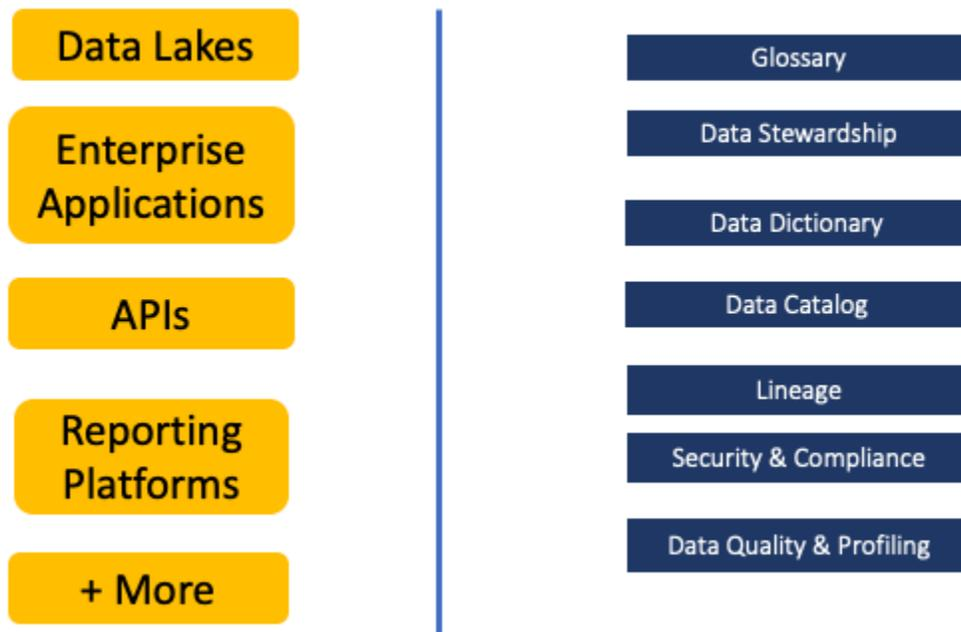 Data Lakes
Enterprise
Applications
APIs
Reporting
Platforms
+ More
Glossary
Data Stewardship
Data Dictionary
Data Catalog
Lineage
Security & Compliance
Data Quality & Profiling